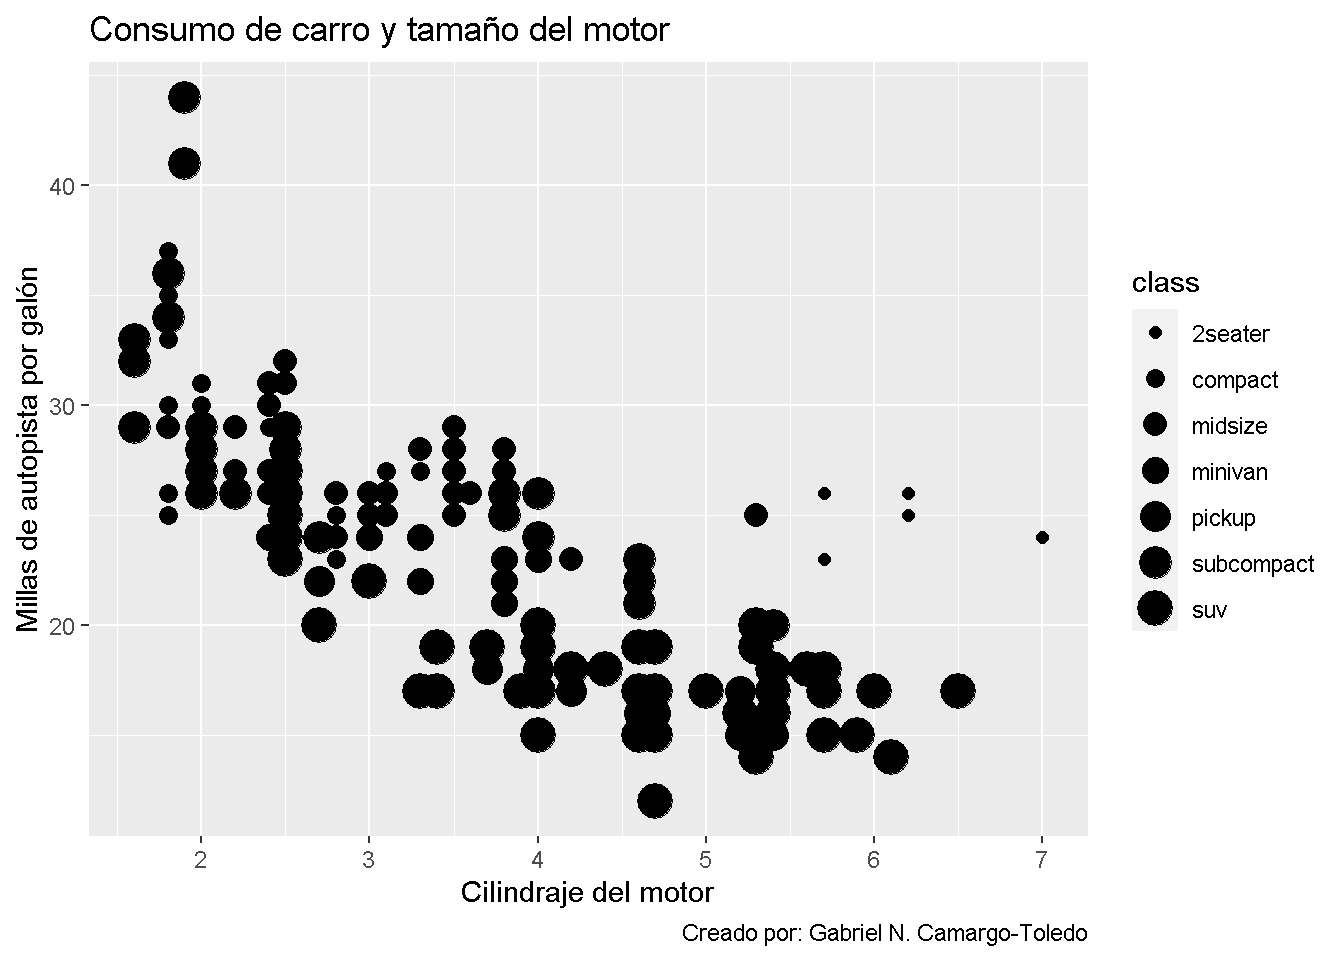 Consumo de carro y tamaño del motor
Millas de autopista por galón
40
30
20
2 3 4 5 6 7
Cilindraje del motor
class
2seater
compact
midsize
minivan
pickup
subcompact
suv
Creado por: Gabriel N. Camargo-Toledo